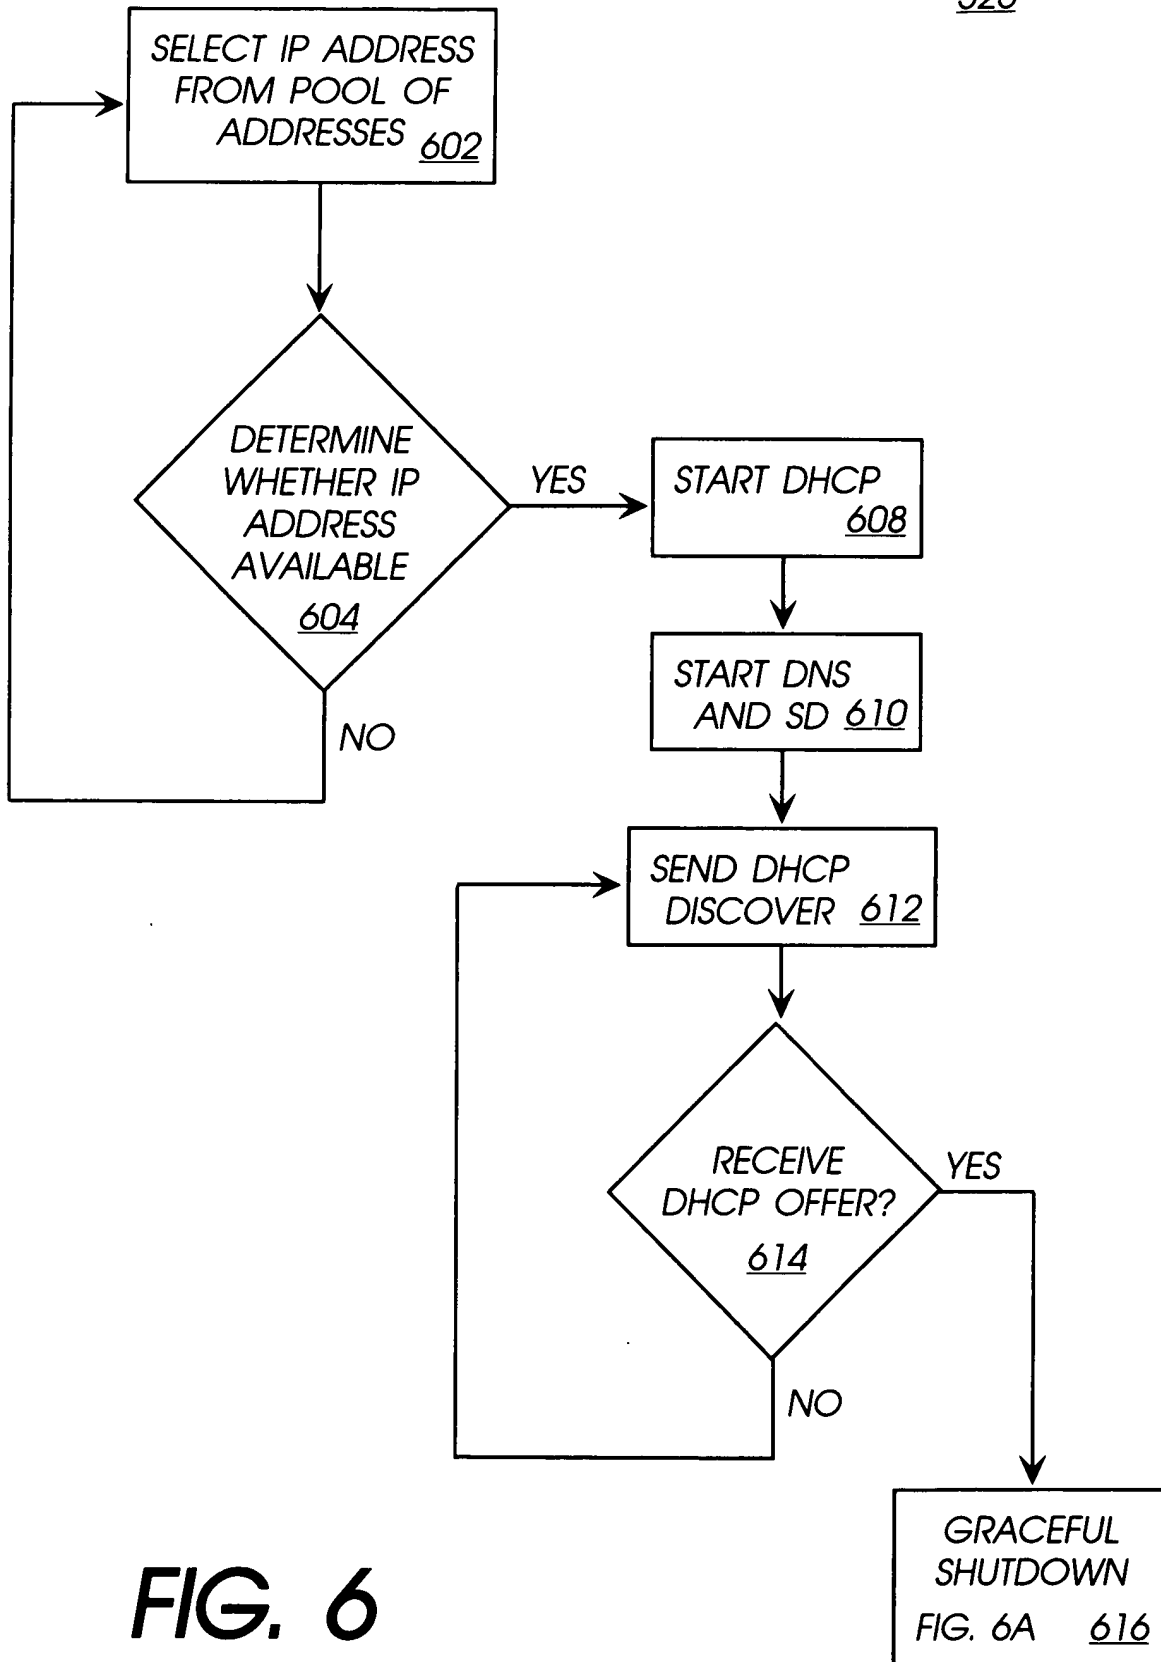 SELECT IP ADDRESS
FROM POOL OF
ADDRESSES 602
DETERMINE
WHETHER IP
ADDRESS
AVAILABLE
604
YES
NO
START DHCP
608
START DNS
AND SD 610
SEND DHCP
DISCOVER 612
RECEIVE
DHCP OFFER?
614
YES
NO
GRACEFUL
SHUTDOWN
FIG. 6A 616
FIG. 6